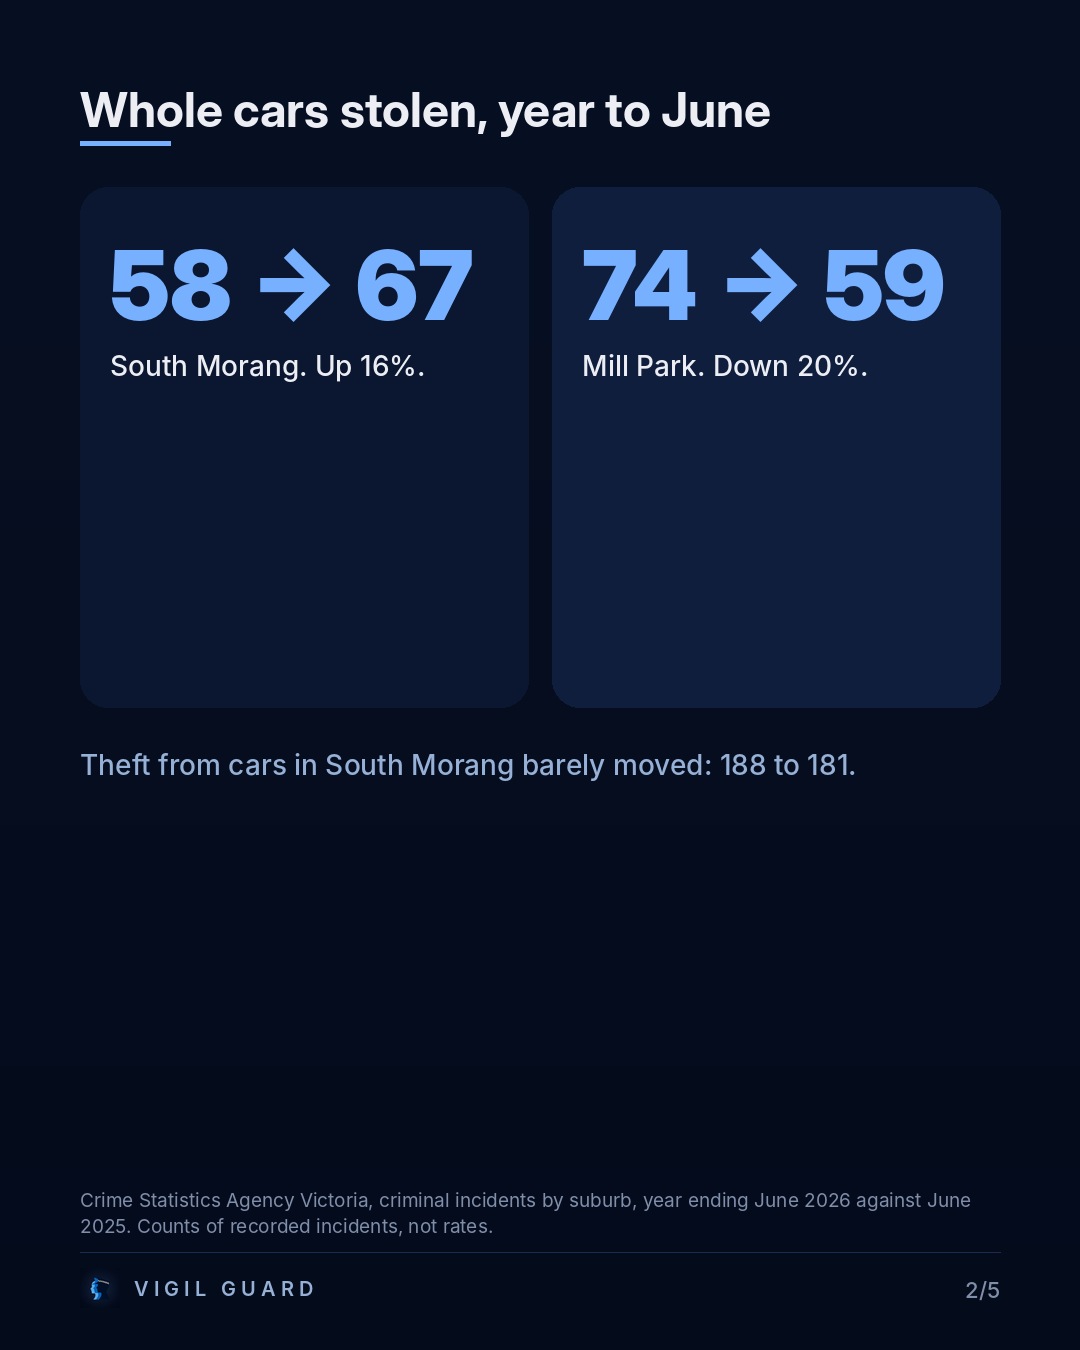 Whole cars stolen, year to June
58 → 67
South Morang. Up 16%.
74 → 59
Mill Park. Down 20%.
Theft from cars in South Morang barely moved: 188 to 181.
Crime Statistics Agency Victoria, criminal incidents by suburb, year ending June 2026 against June
2025. Counts of recorded incidents, not rates.
VIGIL GUARD
2/5